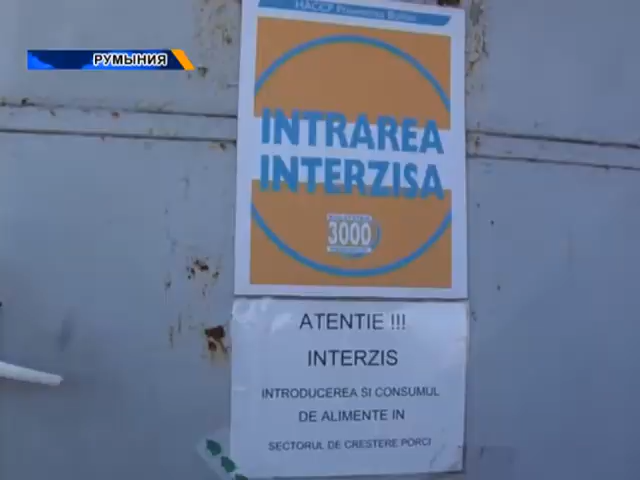 РУМЫНИЯ
HACCP
INTRAREA
INTERZISA
3000
ATENTIE !!!
INTERZIS
INTRODUCEREA SI CONSUMUL
DE ALIMENTE IN
SECTORUL DE CRESTERE PORCI